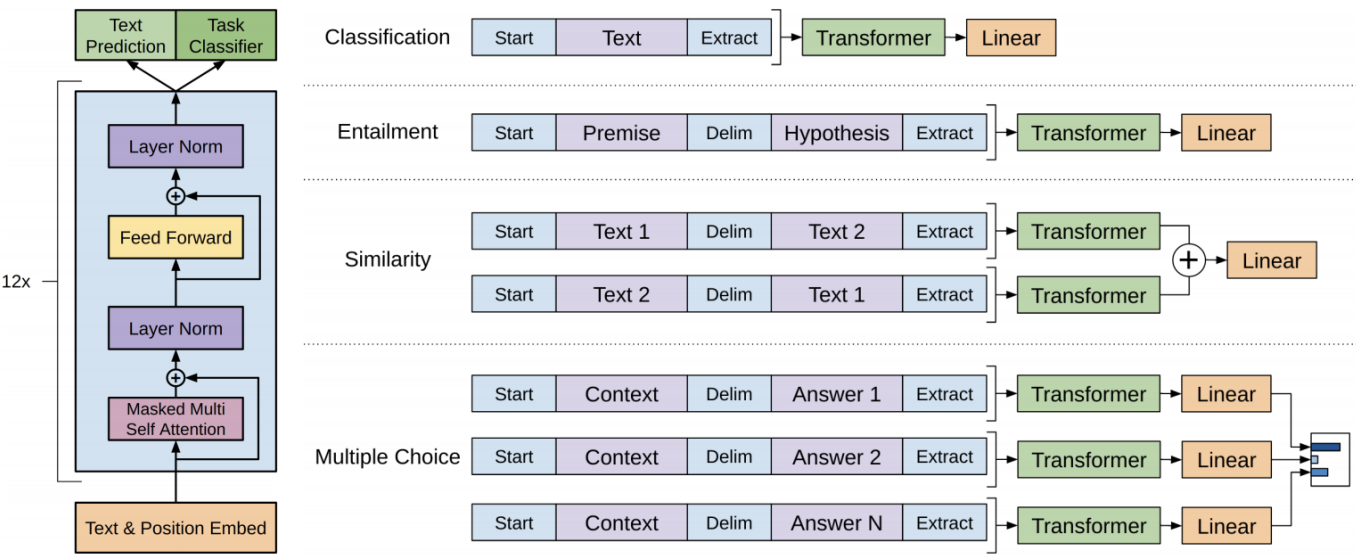 Text
Prediction
Task
Classifier
Layer Norm
+
Feed Forward
12x
Layer Norm
+
Masked Multi
Self Attention
Text & Position Embed
Classification
Start Text Extract Transformer Linear
Entailment
Start Premise Delim Hypothesis Extract Transformer Linear
Similarity
Start Text 1 Delim Text 2 Extract Transformer
+ Linear
Start Text 2 Delim Text 1 Extract Transformer
Multiple Choice
Start Context Delim Answer 1 Extract Transformer Linear
Start Context Delim Answer 2 Extract Transformer Linear
Start Context Delim Answer N Extract Transformer Linear